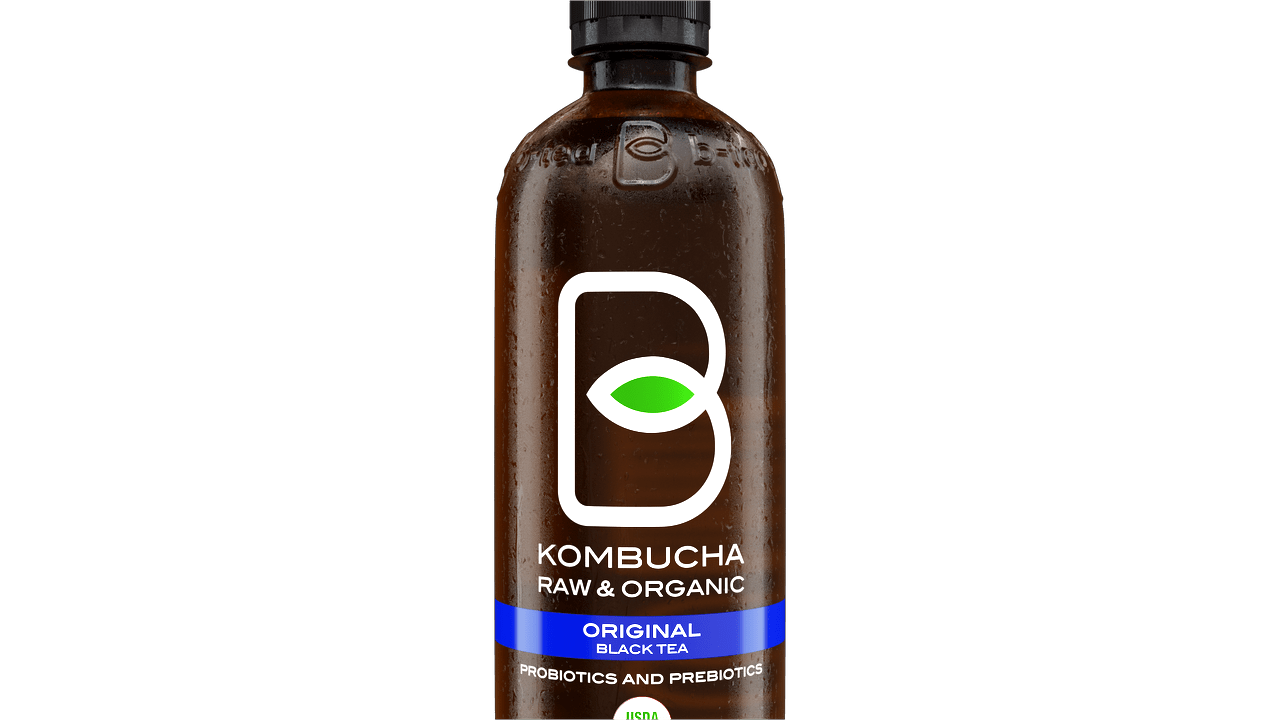 B
KOMBUCHA
RAW & ORGANIC
ORIGINAL
BLACK TEA
PROBIOTICS AND PREBIOTICS
USDA